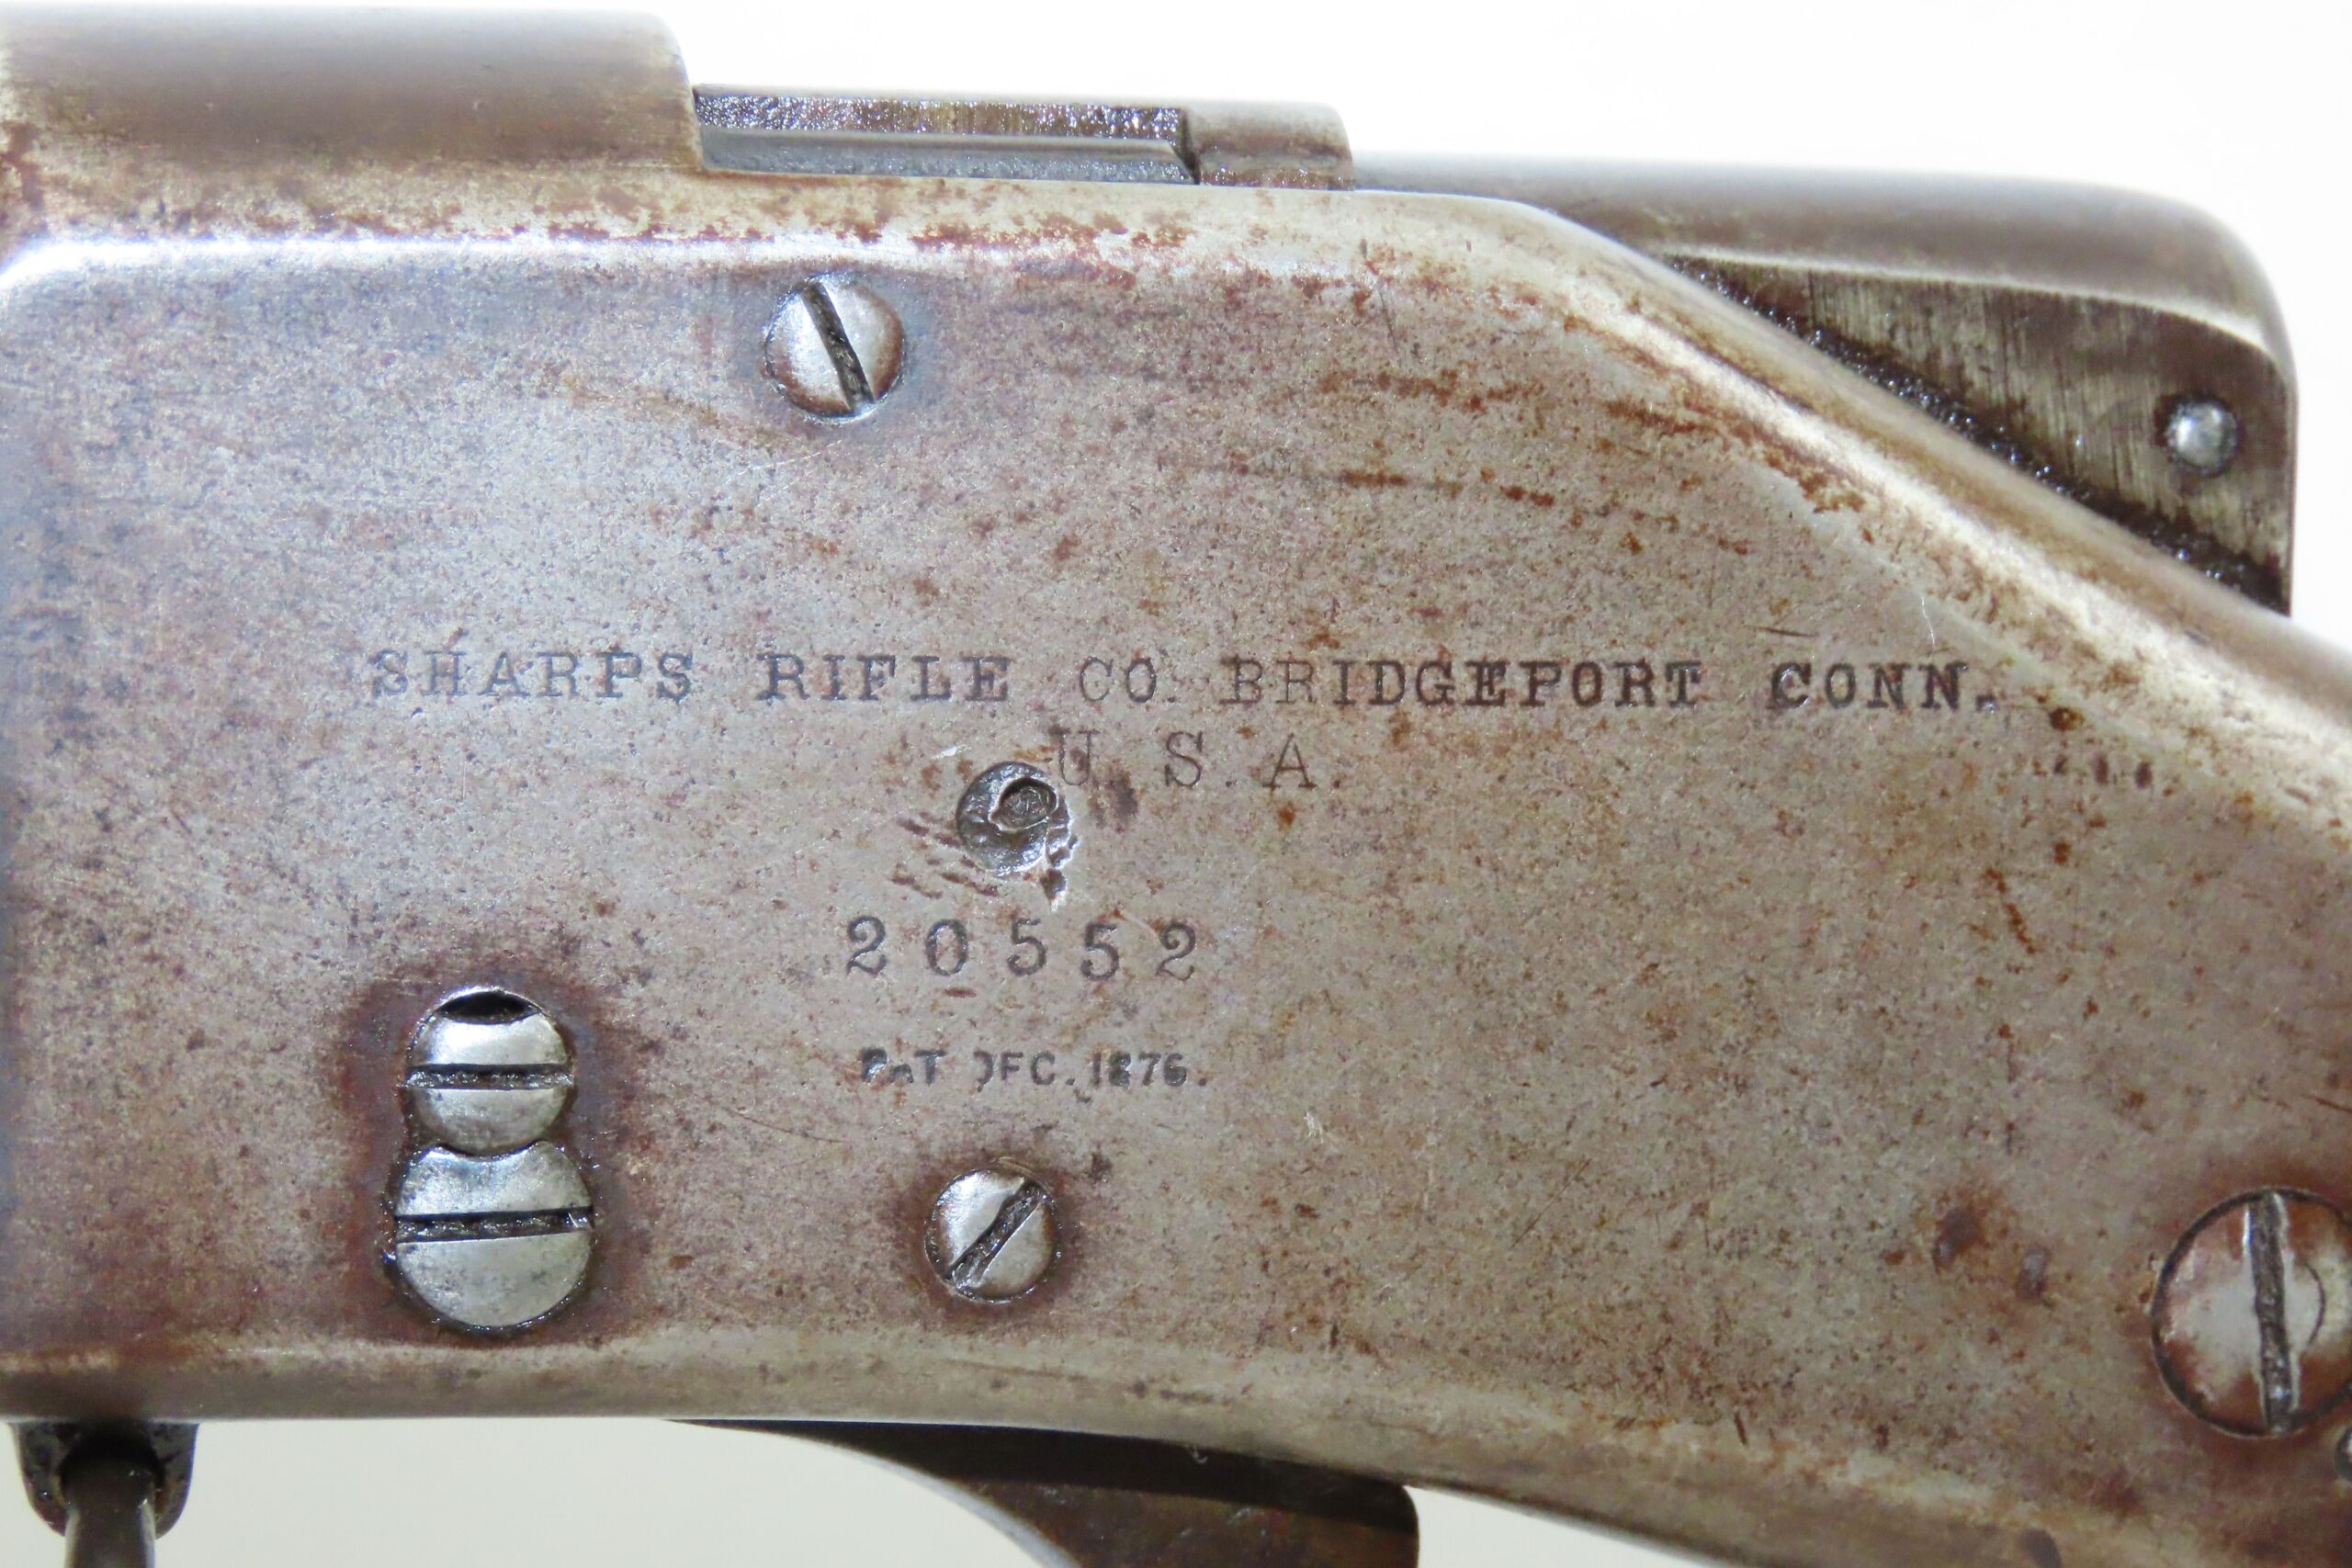 SHARPS RIFLE CO. BRIDGEPORT CONN.
U.S.A.
20552
PAT DEC. 1876.